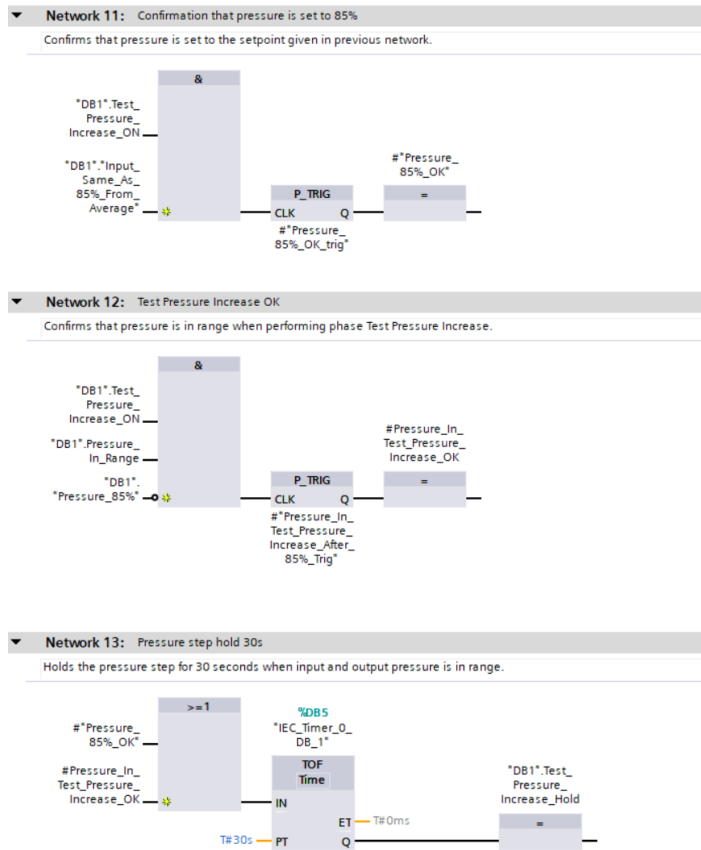 Network 11: Confirmation that pressure is set to 85%
Confirms that pressure is set to the setpoint given in previous network.
&
"DB1".Test_
Pressure_
Increase_ON
"DB1"."Input_
Same_As_
85%_From_
Average"
P_TRIG
CLK Q
#"Pressure_
85%_OK_trig"
#"Pressure_
85%_OK"
=
Network 12: Test Pressure Increase OK
Confirms that pressure is in range when performing phase Test Pressure Increase.
&
"DB1".Test_
Pressure_
Increase_ON
"DB1".Pressure_
In_Range
"DB1".
"Pressure_85%"
P_TRIG
CLK Q
#"Pressure_In_
Test_Pressure_
Increase_After_
85%_Trig"
#Pressure_In_
Test_Pressure_
Increase_OK
=
Network 13: Pressure step hold 30s
Holds the pressure step for 30 seconds when input and output pressure is in range.
>=1
#"Pressure_
85%_OK"
#Pressure_In_
Test_Pressure_
Increase_OK
%DB5
"IEC_Timer_0_
DB_1"
TOF
Time
IN
ET T#0ms
T#30s PT Q
"DB1".Test_
Pressure_
Increase_Hold
=